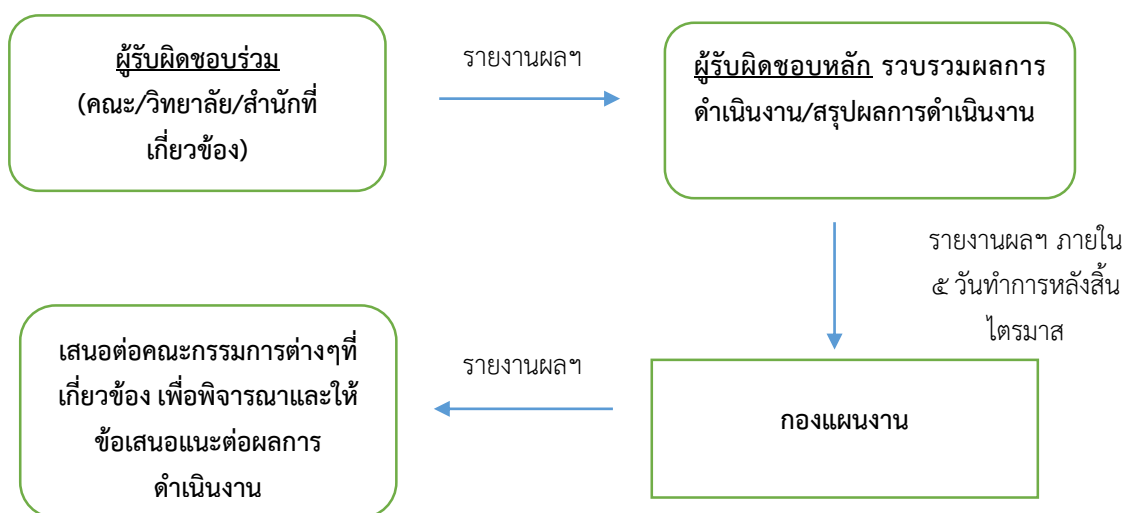 ผู้รับผิดชอบร่วม
(คณะ/วิทยาลัย/สำนักที่
เกี่ยวข้อง)
รายงานผลฯ
ผู้รับผิดชอบหลัก รวบรวมผลการ
ดำเนินงาน/สรุปผลการดำเนินงาน
รายงานผลฯ ภายใน
๕ วันทำการหลังสิ้น
ไตรมาส
กองแผนงาน
รายงานผลฯ
เสนอต่อคณะกรรมการต่างๆที่
เกี่ยวข้อง เพื่อพิจารณาและให้
ข้อเสนอแนะต่อผลการ
ดำเนินงาน